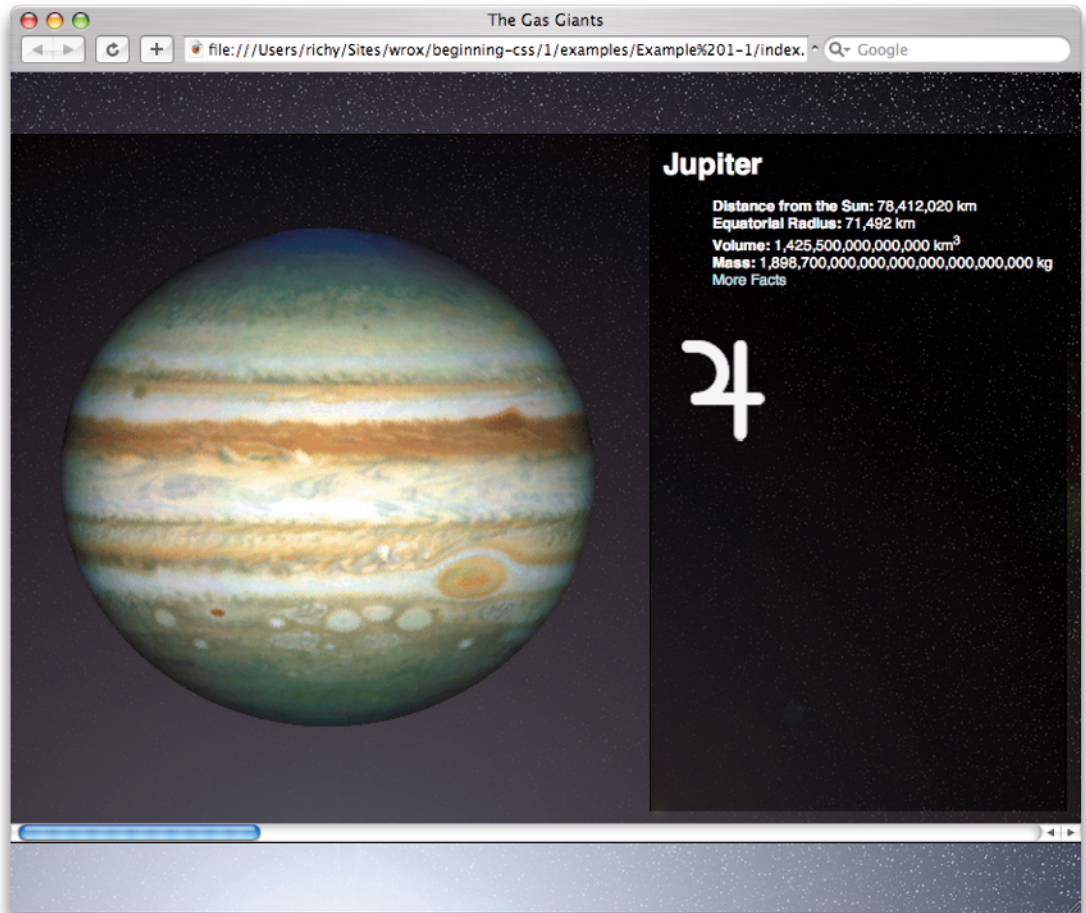 The Gas Giants
file:///Users/richy/Sites/wrox/beginning-css/1/examples/Example%201-1/index.
Google
Jupiter
Distance from the Sun: 78,412,020 km
Equatorial Radius: 71,492 km
Volume: 1,425,500,000,000,000 km³
Mass: 1,898,700,000,000,000,000,000,000,000 kg
More Facts